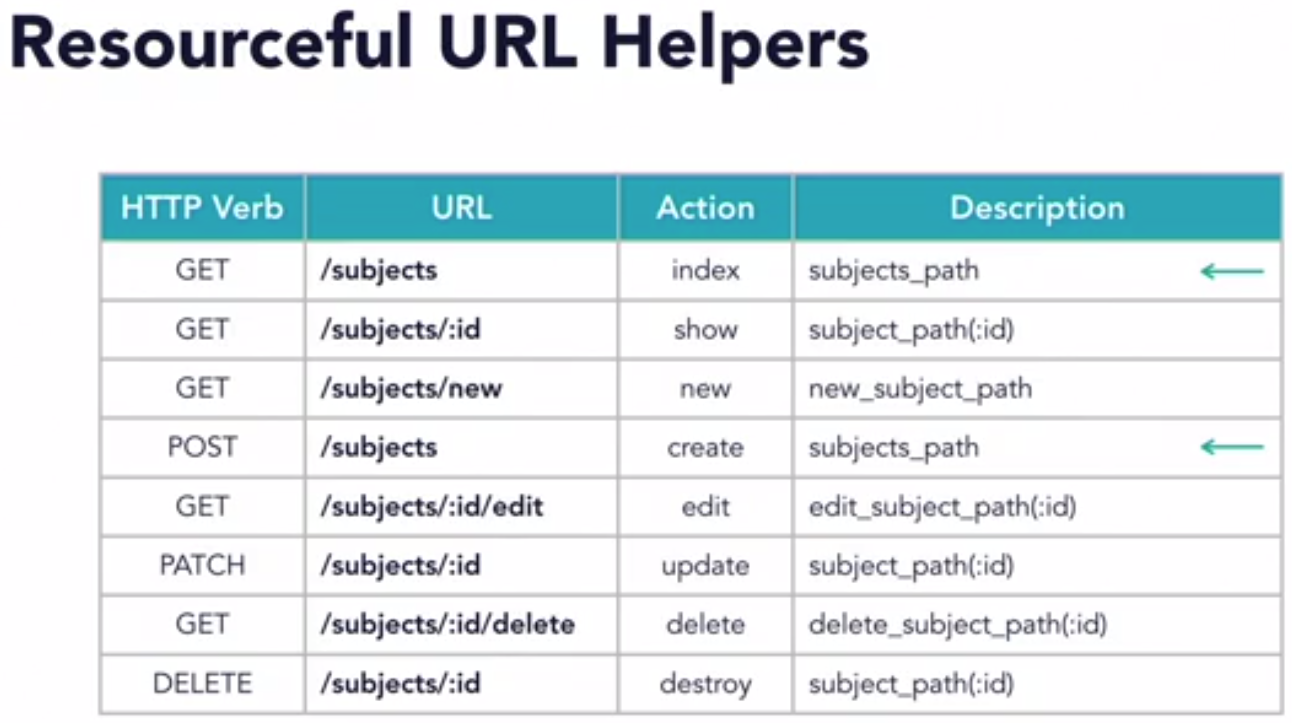 Resourceful URL Helpers
HTTP Verb URL Action Description
GET /subjects index subjects_path ←
GET /subjects/:id show subject_path(:id)
GET /subjects/new new new_subject_path
POST /subjects create subjects_path ←
GET /subjects/:id/edit edit edit_subject_path(:id)
PATCH /subjects/:id update subject_path(:id)
GET /subjects/:id/delete delete delete_subject_path(:id)
DELETE /subjects/:id destroy subject_path(:id)